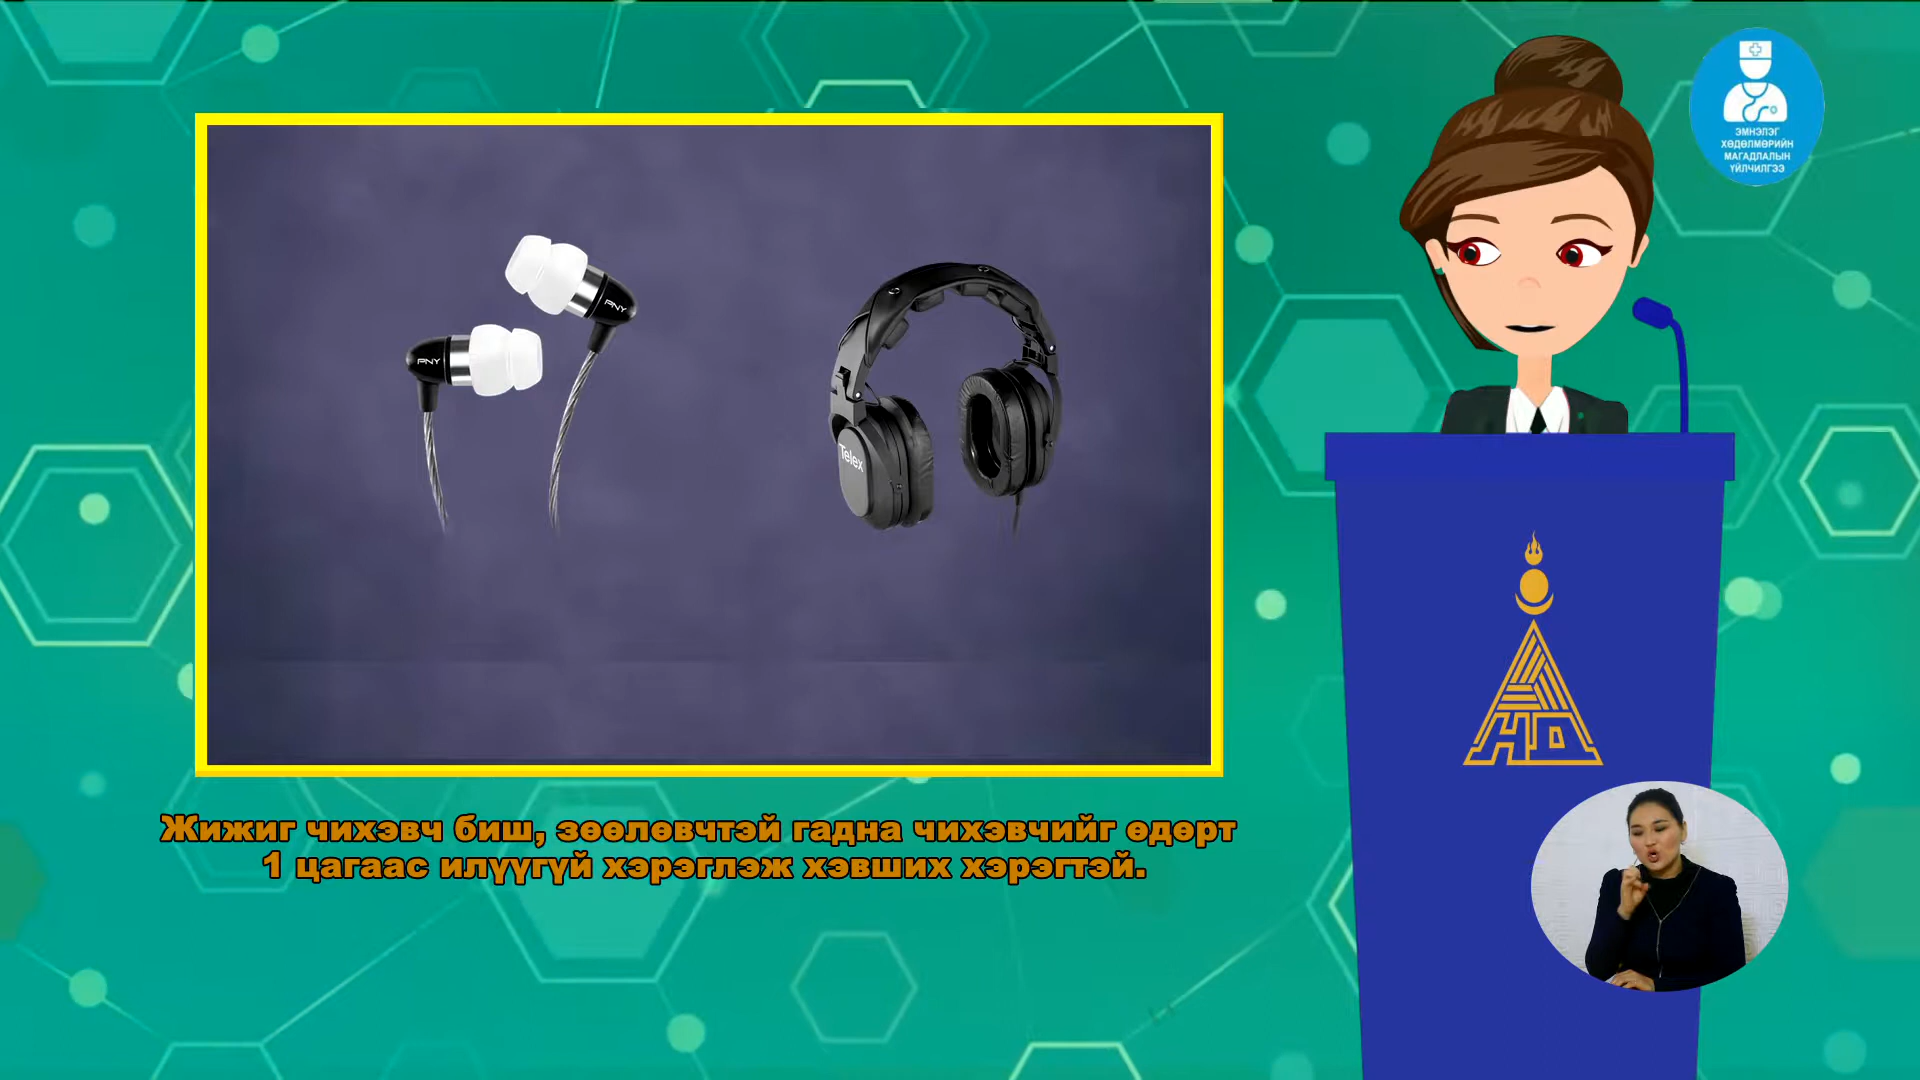 ЭМНЭЛЭГ
ХӨДӨЛМӨРИЙН
МАГАДЛАЛЫН
ҮЙЛЧИЛГЭЭ
PNY
PNY
Telex
НД
Жижиг чихэвч биш, зөөлөвчтэй гадна чихэвчийг өдөрт
1 цагаас илүүгүй хэрэглэж хэвших хэрэгтэй.